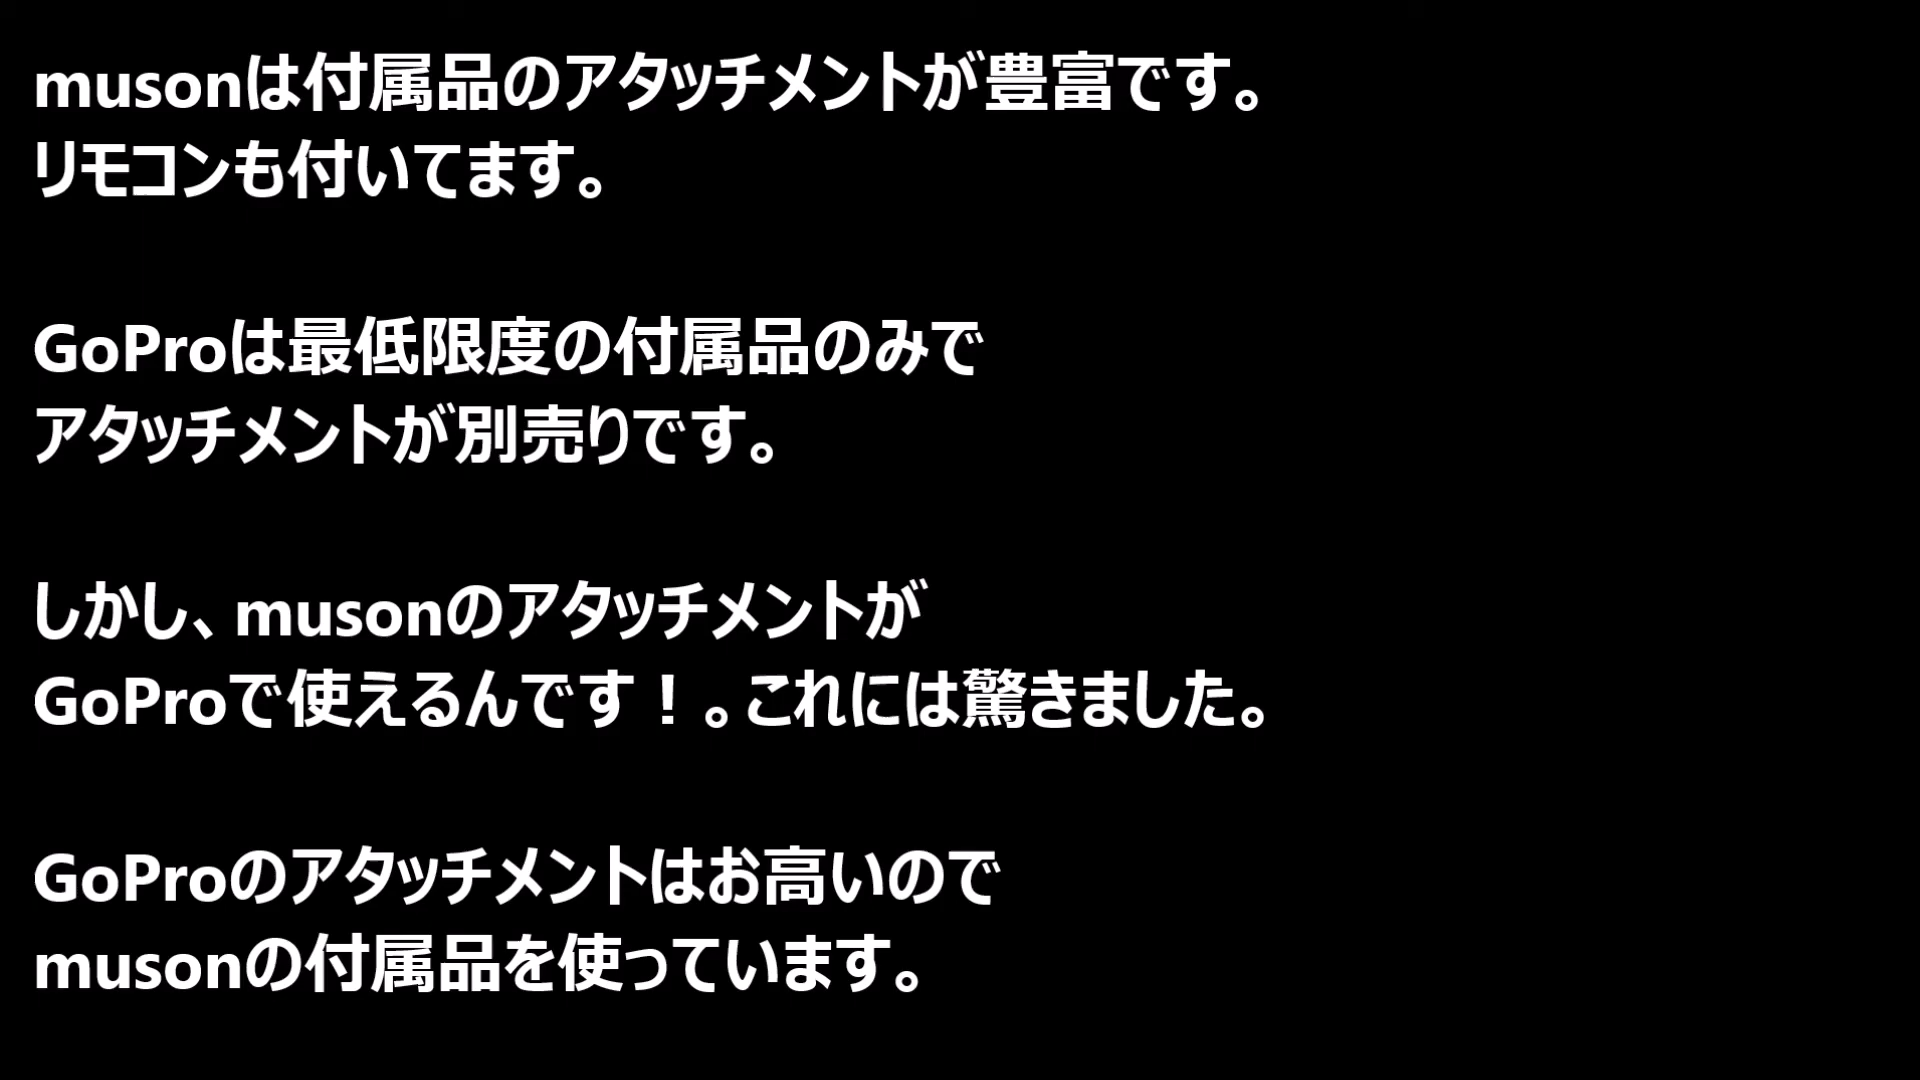 musonは付属品のアタッチメントが豊富です。
リモコンも付いてます。
GoProは最低限度の付属品のみで
アタッチメントが別売りです。
しかし、musonのアタッチメントが
GoProで使えるんです！。これには驚きました。
GoProのアタッチメントはお高いので
musonの付属品を使っています。